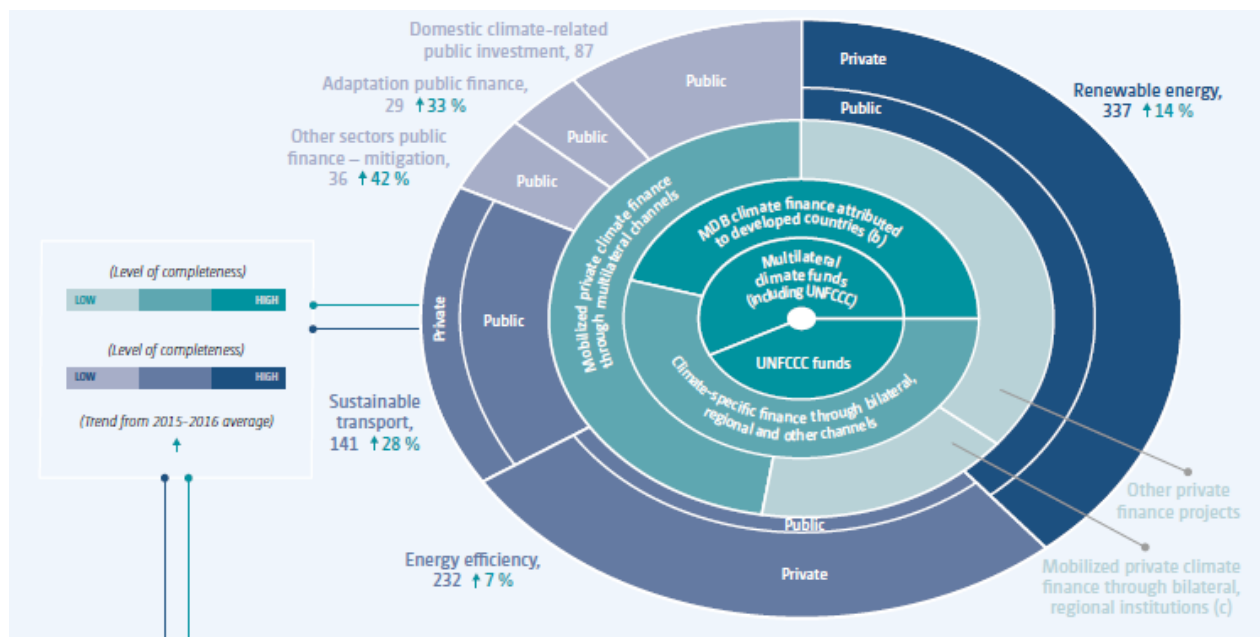 Domestic climate-related
public investment, 87
Adaptation public finance,
29 ↑33 %
Other sectors public
finance – mitigation,
36 ↑42 %
Public
Public
Public
Private
Public
Renewable energy,
337 ↑14 %
Mobilized private climate finance
through multilateral channels
MDB climate finance attributed
to developed countries (b)
Multilateral
climate funds
(including UNFCCC)
UNFCCC funds
Climate-specific finance through bilateral,
regional and other channels
(Level of completeness)
LOW
HIGH
(Level of completeness)
LOW
HIGH
(Trend from 2015-2016 average)
↑
Private
Public
Sustainable
transport,
141 ↑28 %
Energy efficiency,
232 ↑7 %
Public
Private
Other private
finance projects
Mobilized private climate
finance through bilateral,
regional institutions (c)